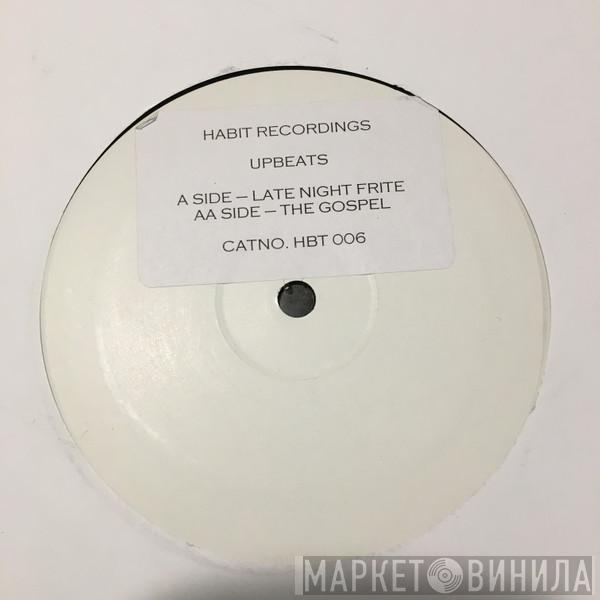 HABIT RECORDINGS
UPBEATS
A SIDE – LATE NIGHT FRITE
AA SIDE – THE GOSPEL
CATNO. HBT 006
МАРКЕТ ВИНИЛА